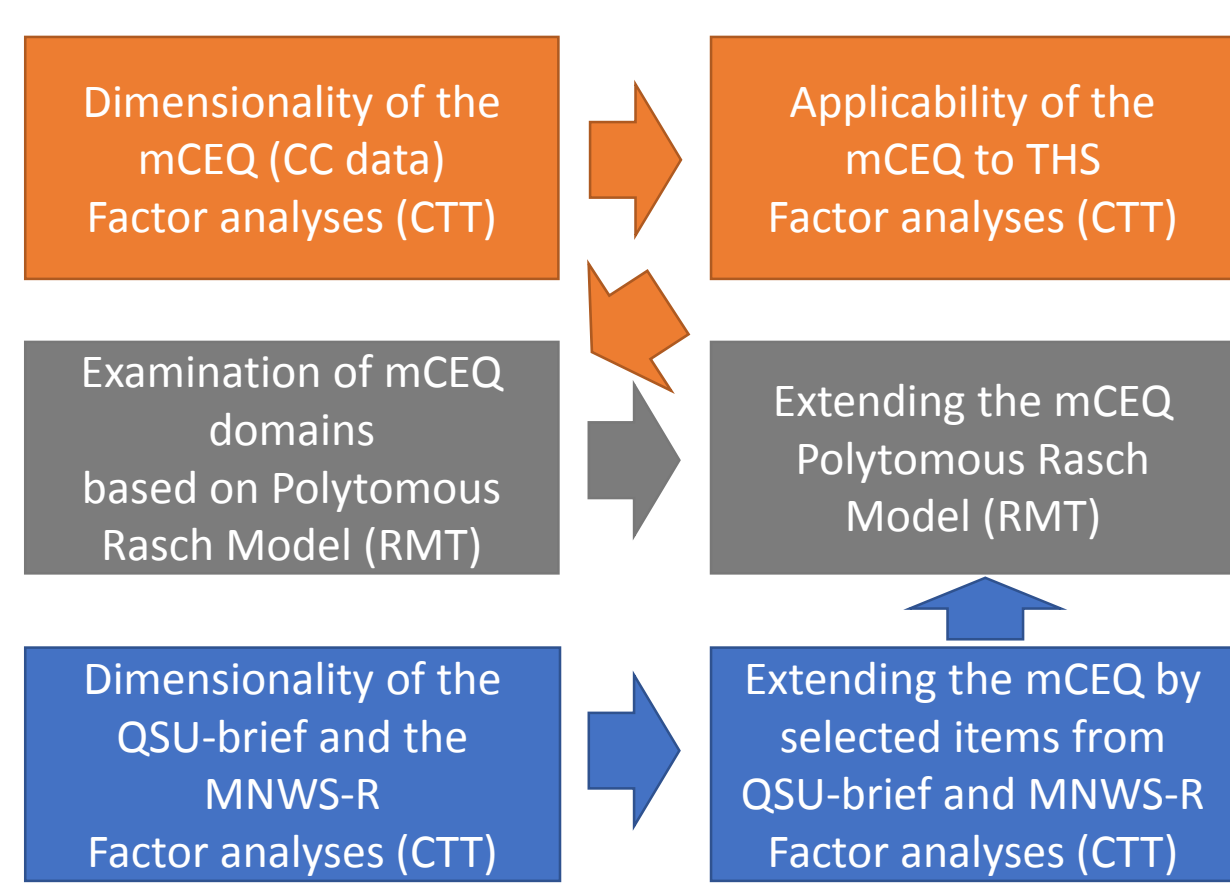 Dimensionality of the
mCEQ (CC data)
Factor analyses (CTT)
Applicability of the
mCEQ to THS
Factor analyses (CTT)
Examination of mCEQ
domains
based on Polytomous
Rasch Model (RMT)
Extending the mCEQ
Polytomous Rasch
Model (RMT)
Dimensionality of the
QSU-brief and the
MNWS-R
Factor analyses (CTT)
Extending the mCEQ by
selected items from
QSU-brief and MNWS-R
Factor analyses (CTT)